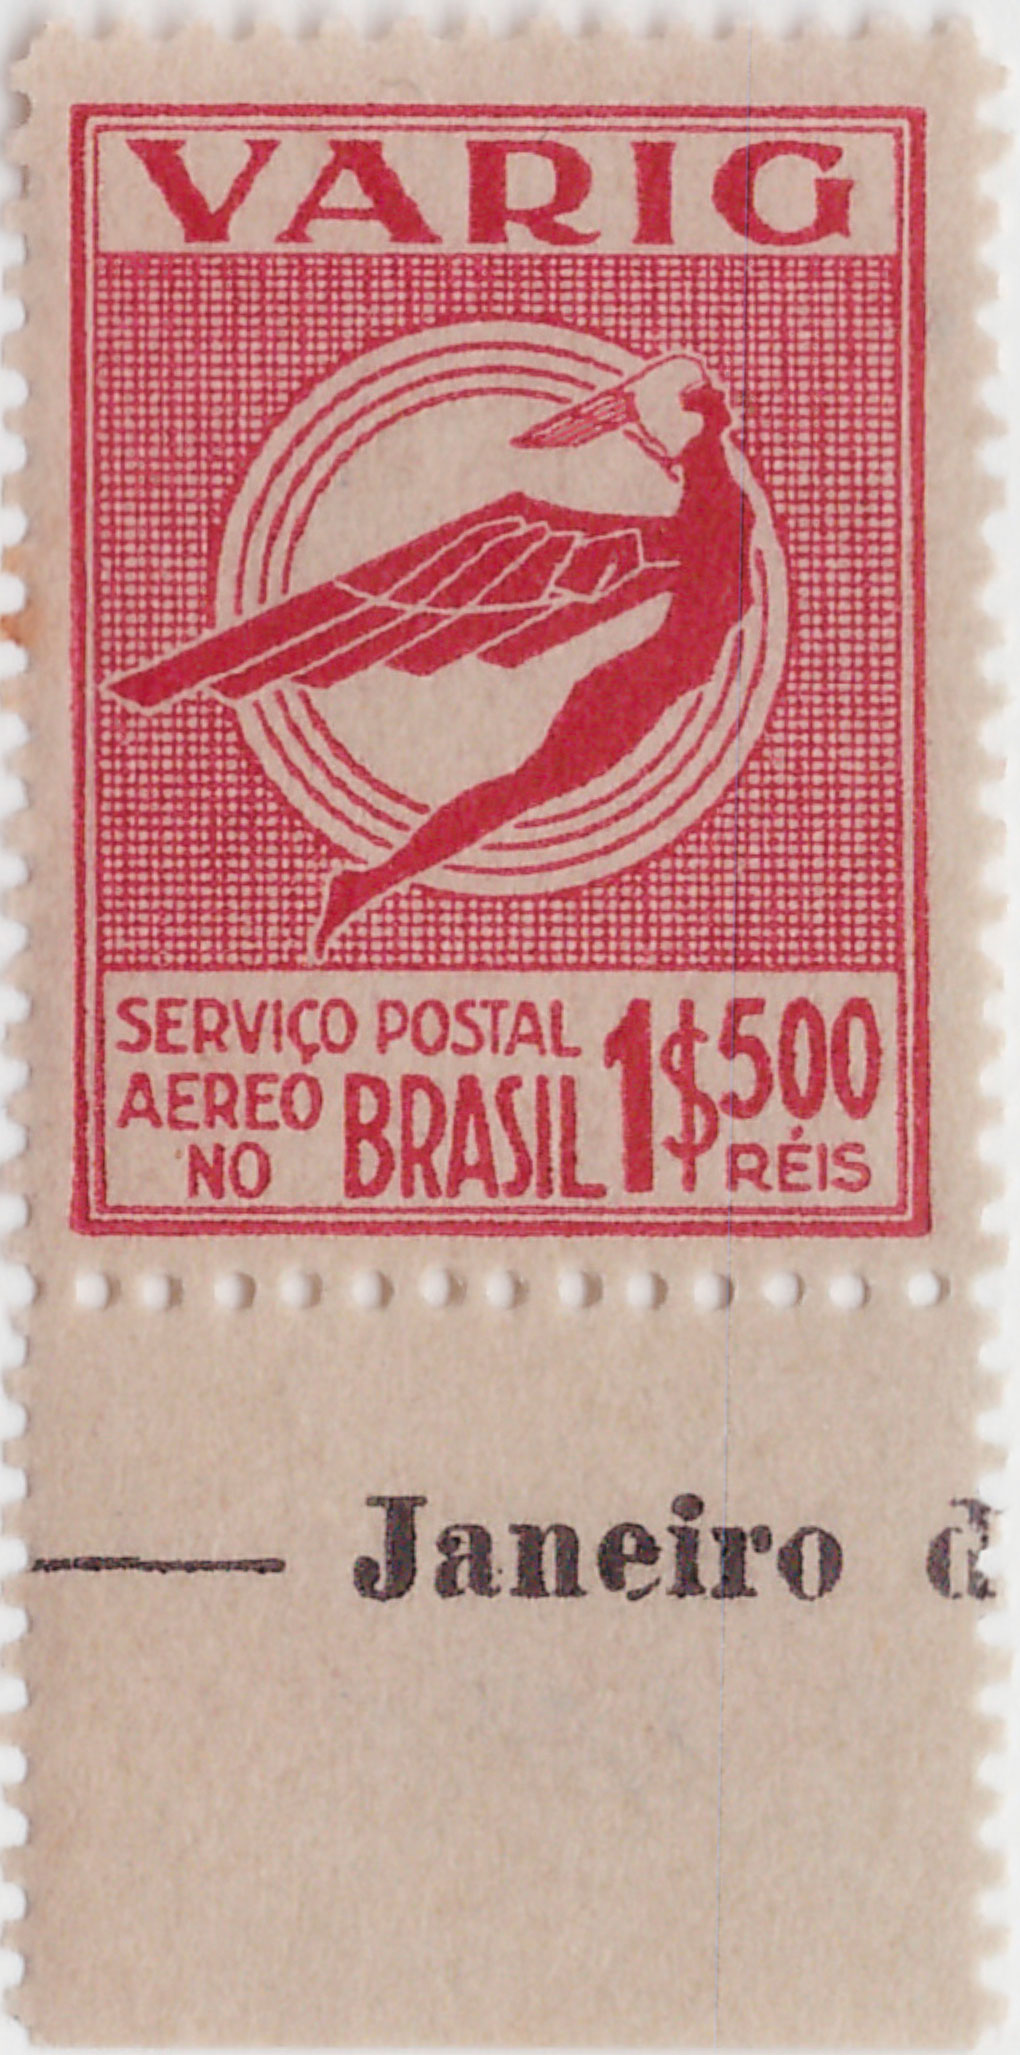 VARIG
SERVIÇO POSTAL
AEREO
NO BRASIL
1$500
RÉIS
— Janeiro d